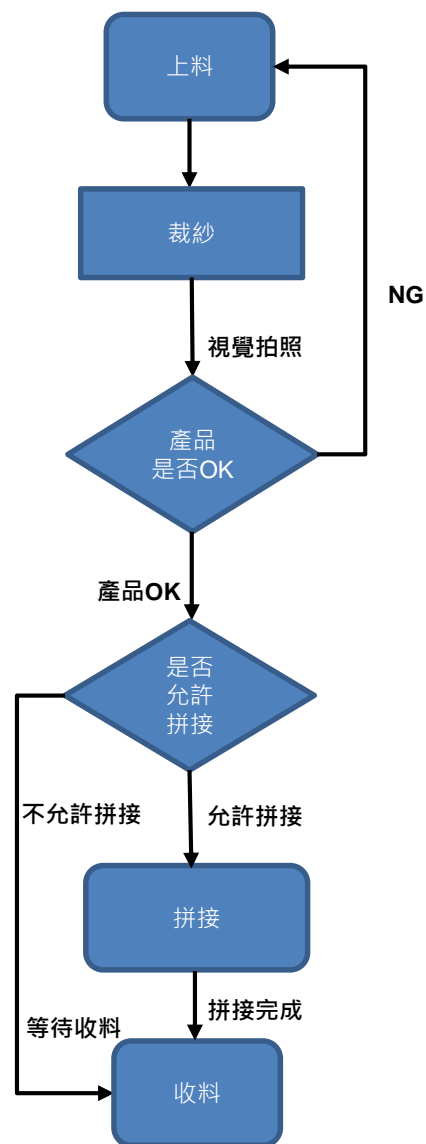 上料
裁紗
NG
視覺拍照
產品
是否OK
產品OK
是否
允許
拼接
不允許拼接
允許拼接
拼接
拼接完成
等待收料
收料